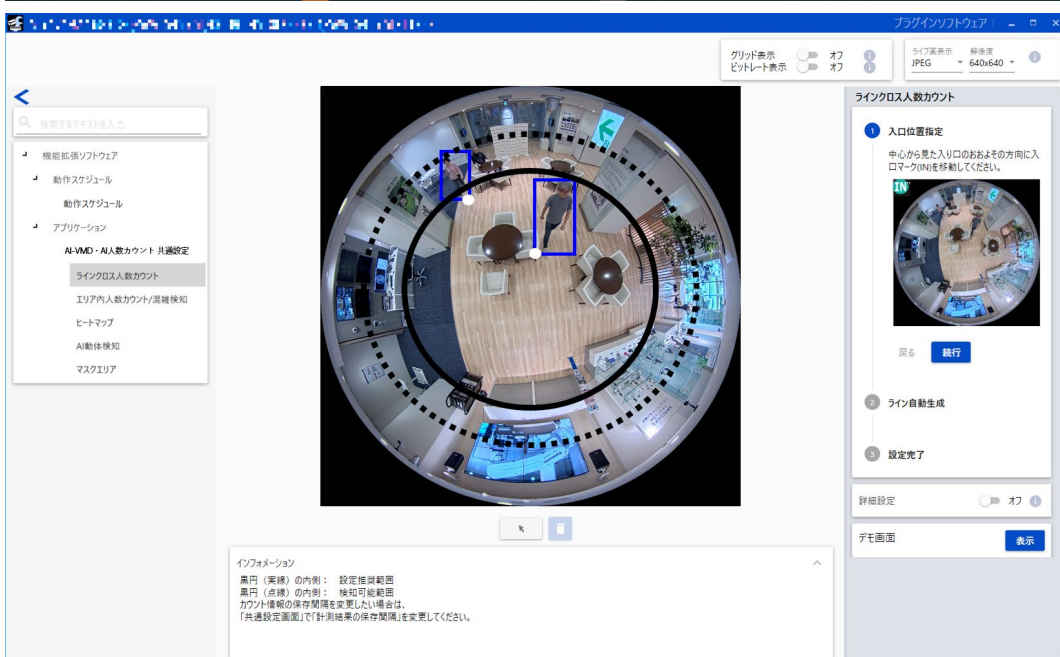 プラグインソフトウェア
グリッド表示 オフ
ビットレート表示 オフ
ライブ画表示 解像度
JPEG 640x640
検索するテキストを入力
機能拡張ソフトウェア
動作スケジュール
動作スケジュール
アプリケーション
AI-VMD・AI人数カウント 共通設定
ラインクロス人数カウント
エリア内人数カウント/混雑検知
ヒートマップ
AI動体検知
マスクエリア
ラインクロス人数カウント
1 入口位置指定
中心から見た入り口のおおよその方向に入
口マーク(IN)を移動してください。
IN
戻る 続行
2 ライン自動生成
3 設定完了
詳細設定 オフ
デモ画面 表示
インフォメーション
黒円（実線）の内側： 設定推奨範囲
黒円（点線）の内側： 検知可能範囲
カウント情報の保存間隔を変更したい場合は、
「共通設定画面」で「計測結果の保存間隔」を変更してください。